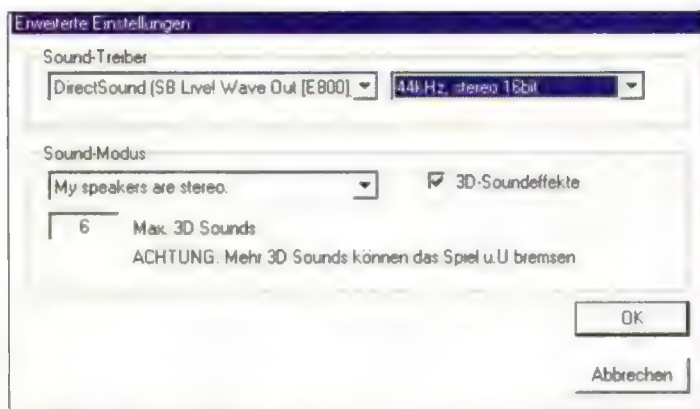 Erweiterte Einstellungen
Sound-Treiber
DirectSound (SB Live! Wave Out [E800]
44kHz, stereo 16bit
Sound-Modus
My speakers are stereo.
3D-Soundeffekte
6 Max. 3D Sounds
ACHTUNG. Mehr 3D Sounds können das Spiel u.U bremsen
OK
Abbrechen